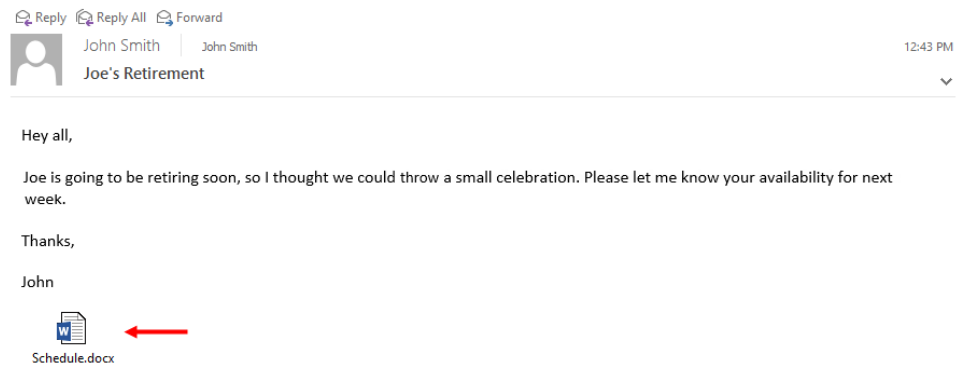 Reply Reply All Forward
John Smith John Smith 12:43 PM
Joe's Retirement
Hey all,
Joe is going to be retiring soon, so I thought we could throw a small celebration. Please let me know your availability for next
week.
Thanks,
John
W
Schedule.docx